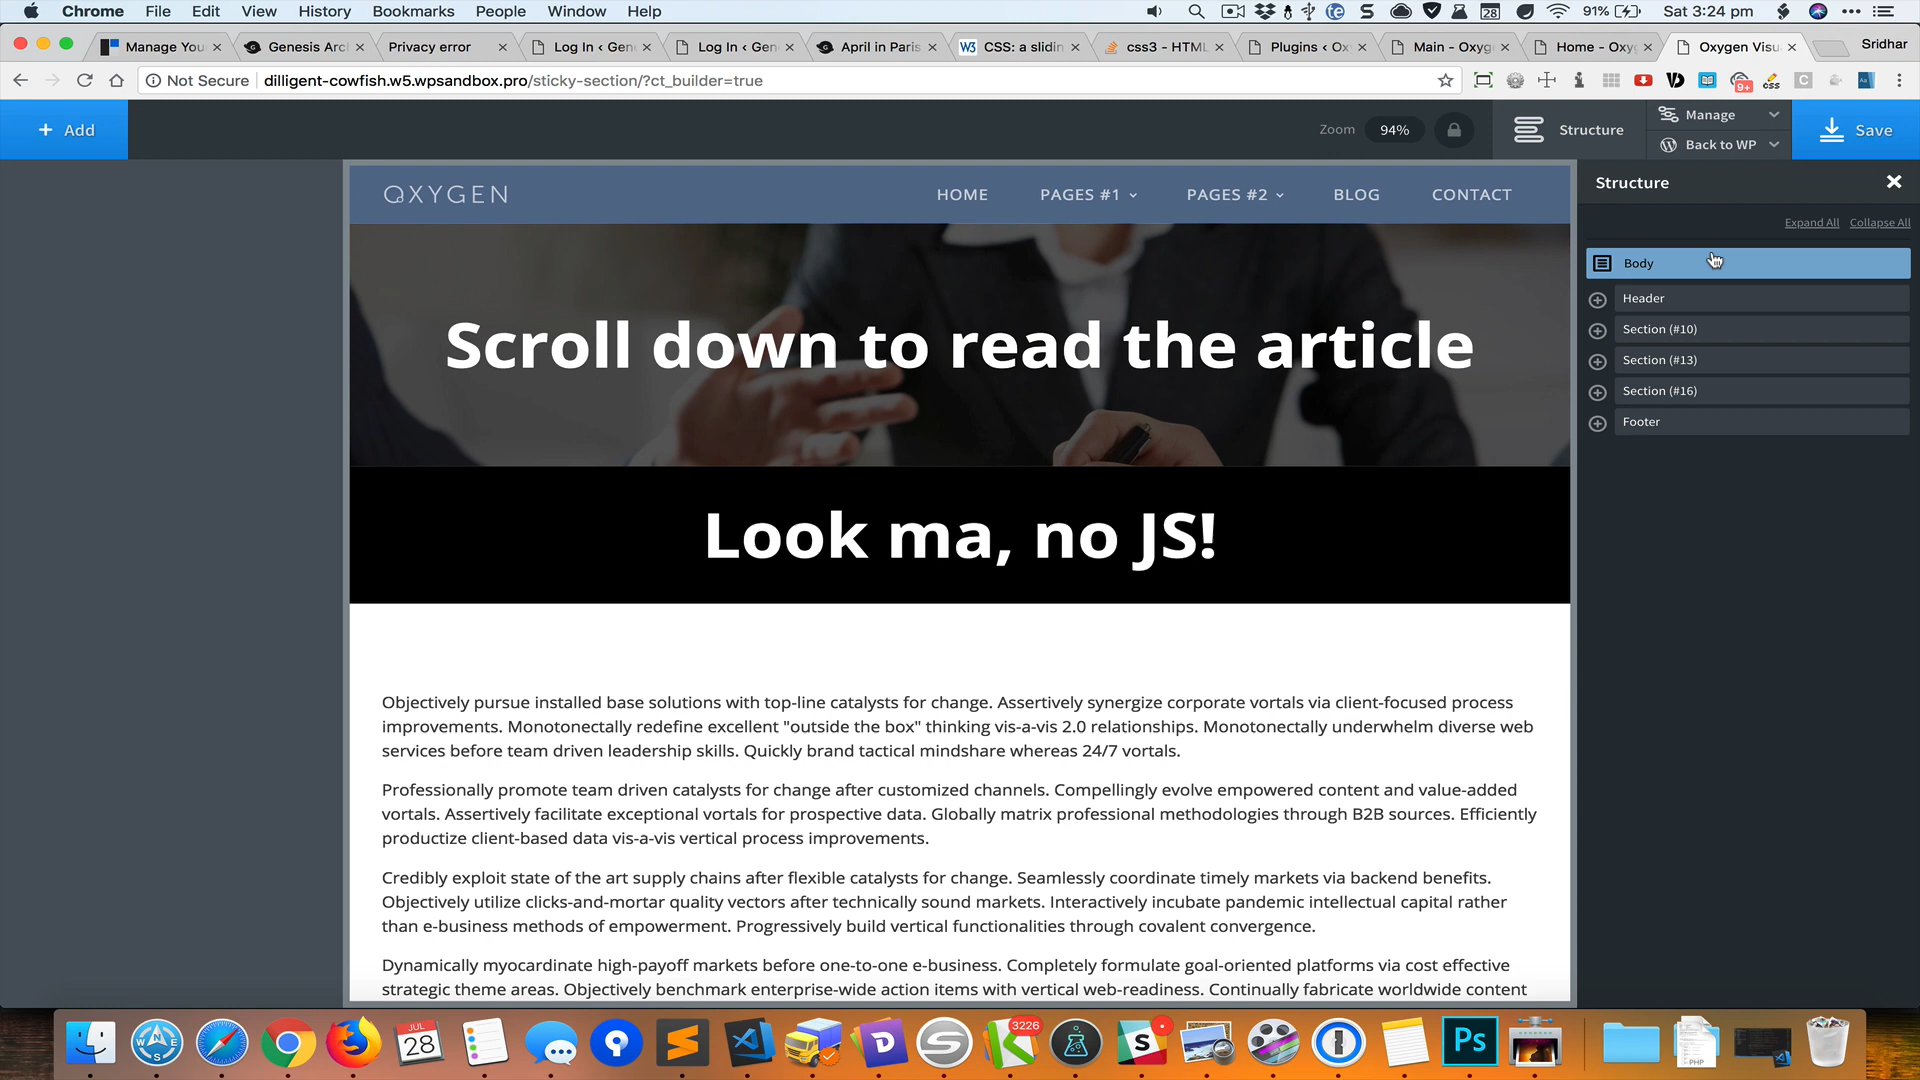 Chrome File Edit View History Bookmarks People Window Help 28 91% Sat 3:24 pm
Manage You Genesis Arc Privacy error Log In ‹ Gen Log In ‹ Gen April in Paris W3 CSS: a slidin css3 - HTML Plugins ‹ Ox Main - Oxyg Home - Oxyg Oxygen Visu Sridhar
Not Secure dilligent-cowfish.w5.wpsandbox.pro/sticky-section/?ct_builder=true 9+ css C
+ Add Zoom 94% Structure Manage Save
Back to WP
Structure
Expand All Collapse All
Body
Header
Section (#10)
Section (#13)
Section (#16)
Footer
OXYGEN HOME PAGES #1 PAGES #2 BLOG CONTACT
Scroll down to read the article
Look ma, no JS!
Objectively pursue installed base solutions with top-line catalysts for change. Assertively synergize corporate vortals via client-focused process
improvements. Monotonectally redefine excellent "outside the box" thinking vis-a-vis 2.0 relationships. Monotonectally underwhelm diverse web
services before team driven leadership skills. Quickly brand tactical mindshare whereas 24/7 vortals.
Professionally promote team driven catalysts for change after customized channels. Compellingly evolve empowered content and value-added
vortals. Assertively facilitate exceptional vortals for prospective data. Globally matrix professional methodologies through B2B sources. Efficiently
productize client-based data vis-a-vis vertical process improvements.
Credibly exploit state of the art supply chains after flexible catalysts for change. Seamlessly coordinate timely markets via backend benefits.
Objectively utilize clicks-and-mortar quality vectors after technically sound markets. Interactively incubate pandemic intellectual capital rather
than e-business methods of empowerment. Progressively build vertical functionalities through covalent convergence.
Dynamically myocardinate high-payoff markets before one-to-one e-business. Completely formulate goal-oriented platforms via cost effective
strategic theme areas. Objectively benchmark enterprise-wide action items with vertical web-readiness. Continually fabricate worldwide content
JUL
28
3226
Ps
PHP